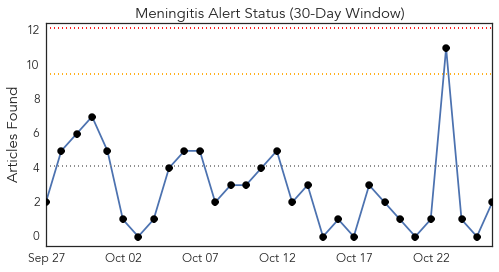 Meningitis Alert Status (30-Day Window)
12
10
8
6
4
2
0
Articles Found
Sep 27 Oct 02 Oct 07 Oct 12 Oct 17 Oct 22